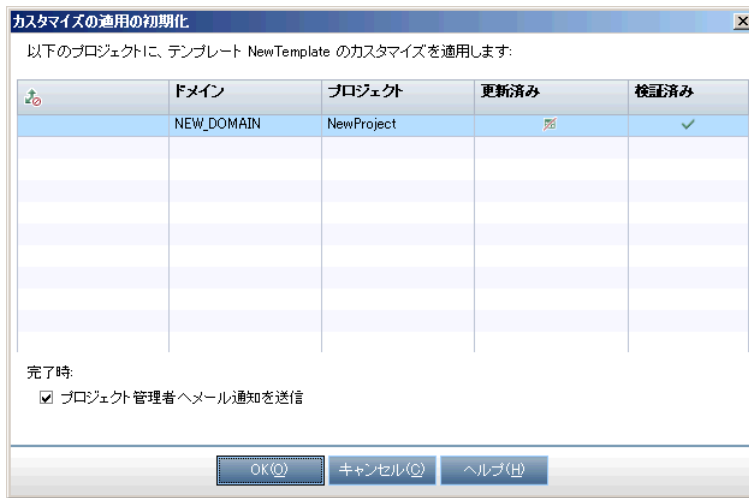 カスタマイズの適用の初期化
以下のプロジェクトに、テンプレート NewTemplate のカスタマイズを適用します:
ドメイン プロジェクト 更新済み 検証済み
NEW_DOMAIN NewProject
完了時:
プロジェクト管理者へメール通知を送信
OK(O) キャンセル(C) ヘルプ(H)